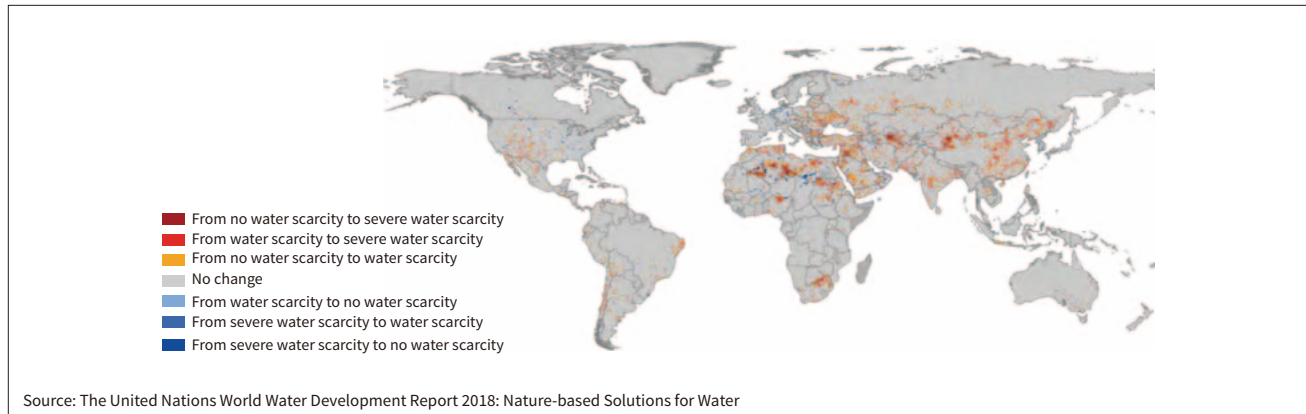 From no water scarcity to severe water scarcity
From water scarcity to severe water scarcity
From no water scarcity to water scarcity
No change
From water scarcity to no water scarcity
From severe water scarcity to water scarcity
From severe water scarcity to no water scarcity
Source: The United Nations World Water Development Report 2018: Nature-based Solutions for Water